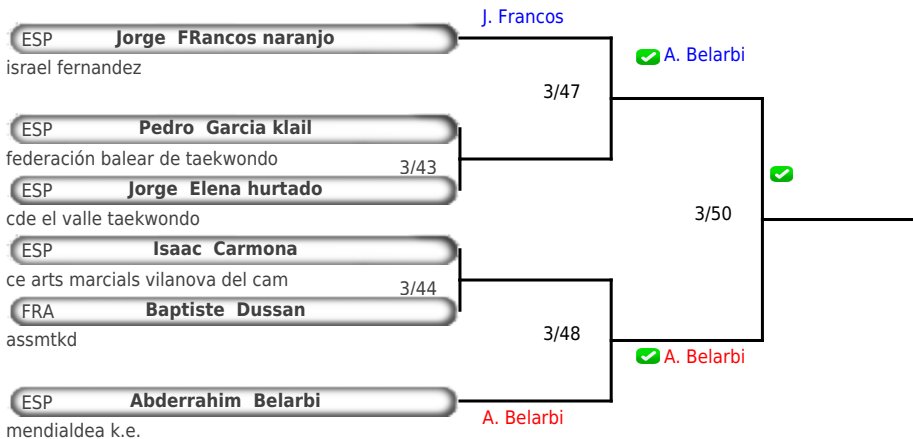 J. Francos
ESP Jorge FRancos naranjo
israel fernandez
A. Belarbi
3/47
ESP Pedro Garcia klail
federación balear de taekwondo
3/43
ESP Jorge Elena hurtado
cde el valle taekwondo
3/50
ESP Isaac Carmona
ce arts marcials vilanova del cam
3/44
FRA Baptiste Dussan
assmtkd
3/48
A. Belarbi
ESP Abderrahim Belarbi
A. Belarbi
mendialdea k.e.